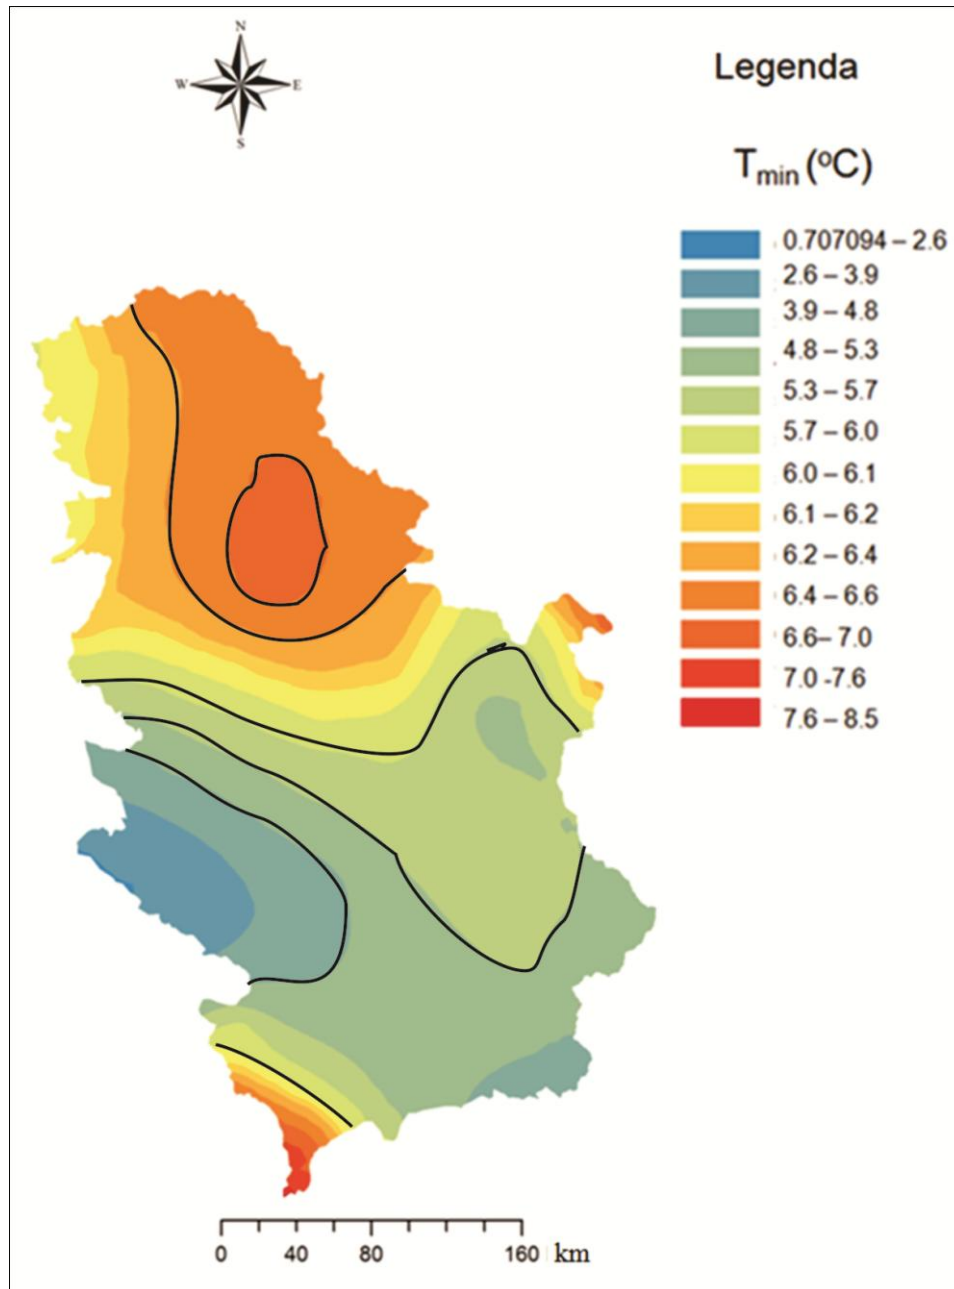 N
W E
S
Legenda
Tmin (ºC)
0.707094 – 2.6
2.6 – 3.9
3.9 – 4.8
4.8 – 5.3
5.3 – 5.7
5.7 – 6.0
6.0 – 6.1
6.1 – 6.2
6.2 – 6.4
6.4 – 6.6
6.6– 7.0
7.0 -7.6
7.6 – 8.5
0 40 80 160 km